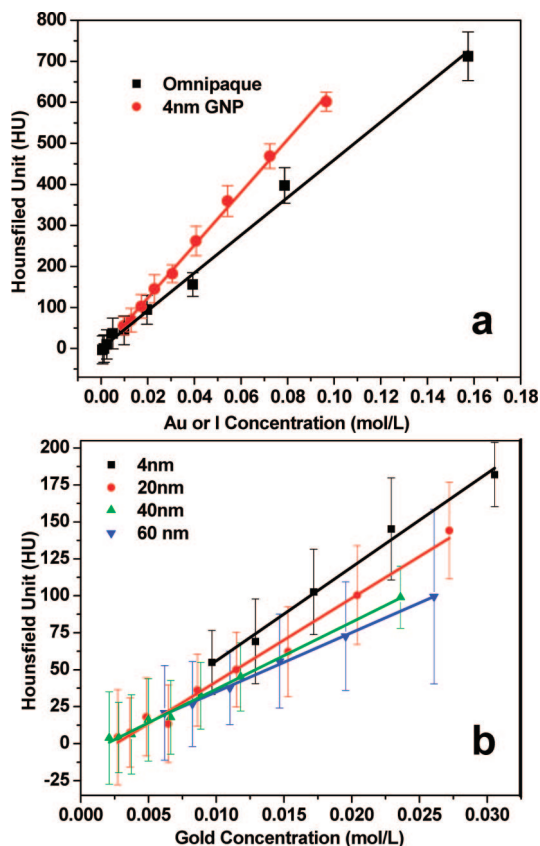 a
800
700
600
500
400
300
200
100
0
Omnipaque
4nm GNP
Hounsfiled Unit (HU)
0.00 0.02 0.04 0.06 0.08 0.10 0.12 0.14 0.16 0.18
Au or I Concentration (mol/L)
200
175
150
125
100
75
50
25
0
-25
4nm
20nm
40nm
60 nm
Hounsfield Unit (HU)
b
0.000 0.005 0.010 0.015 0.020 0.025 0.030
Gold Concentration (mol/L)